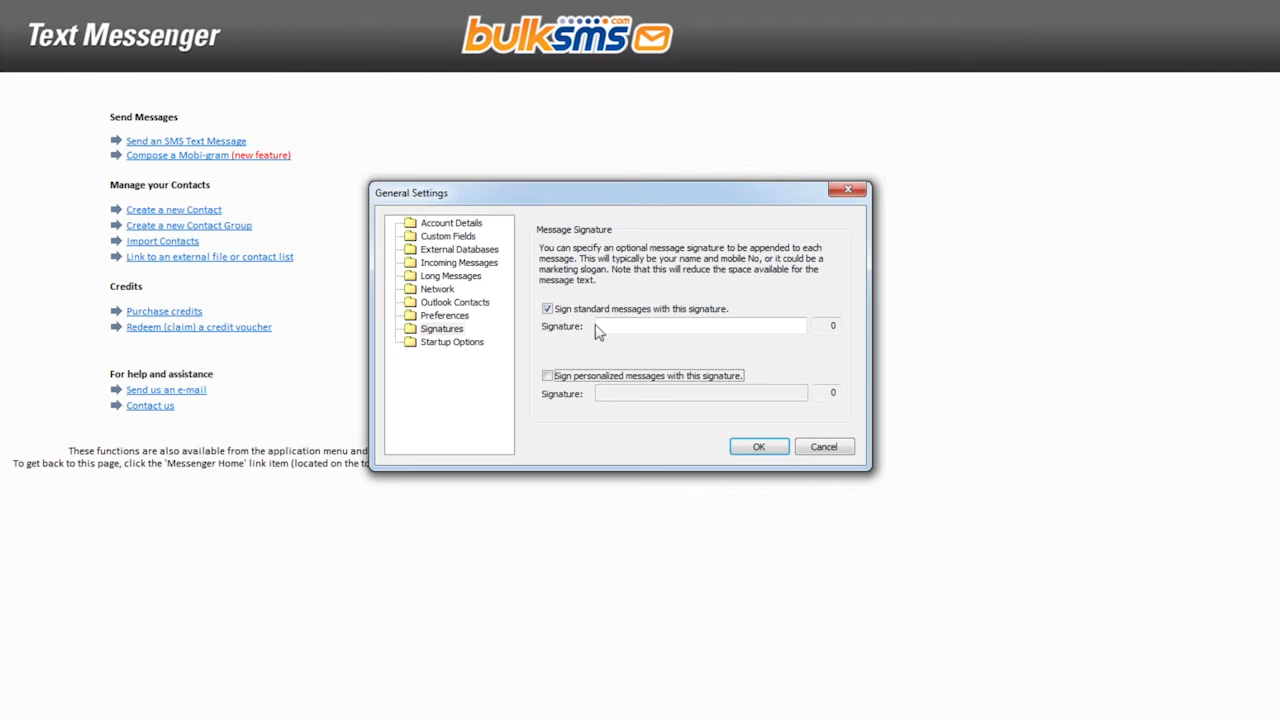 Text Messenger
bulksms.com
Send Messages
Send an SMS Text Message
Compose a Mobi-gram (new feature)
Manage your Contacts
Create a new Contact
Create a new Contact Group
Import Contacts
Link to an external file or contact list
Credits
Purchase credits
Redeem (claim) a credit voucher
For help and assistance
Send us an e-mail
Contact us
These functions are also available from the application menu and
To get back to this page, click the 'Messenger Home' link item (located on the to
General Settings
Account Details
Custom Fields
External Databases
Incoming Messages
Long Messages
Network
Outlook Contacts
Preferences
Signatures
Startup Options
Message Signature
You can specify an optional message signature to be appended to each
message. This will typically be your name and mobile No, or it could be a
marketing slogan. Note that this will reduce the space available for the
message text.
Sign standard messages with this signature.
Signature: 0
Sign personalized messages with this signature.
Signature: 0
OK Cancel